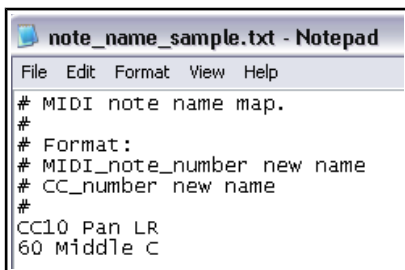 note_name_sample.txt - Notepad
File Edit Format View Help
# MIDI note name map.
#
# Format:
# MIDI_note_number new name
# CC_number new name
#
CC10 Pan LR
60 Middle C